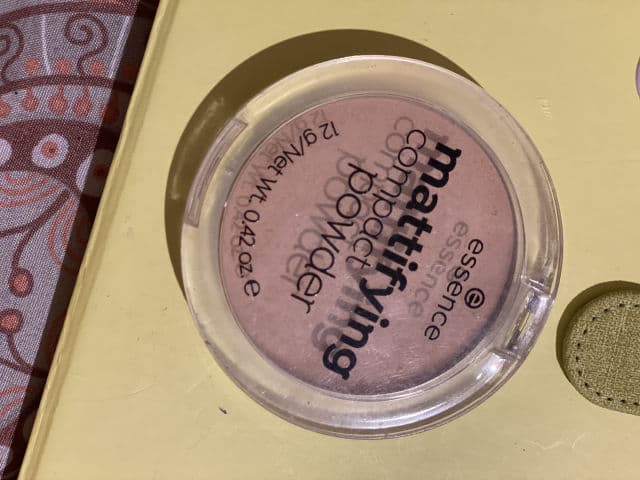 essence
mattifying
compact
powder
12 g/Net Wt. 0.42 oz. e